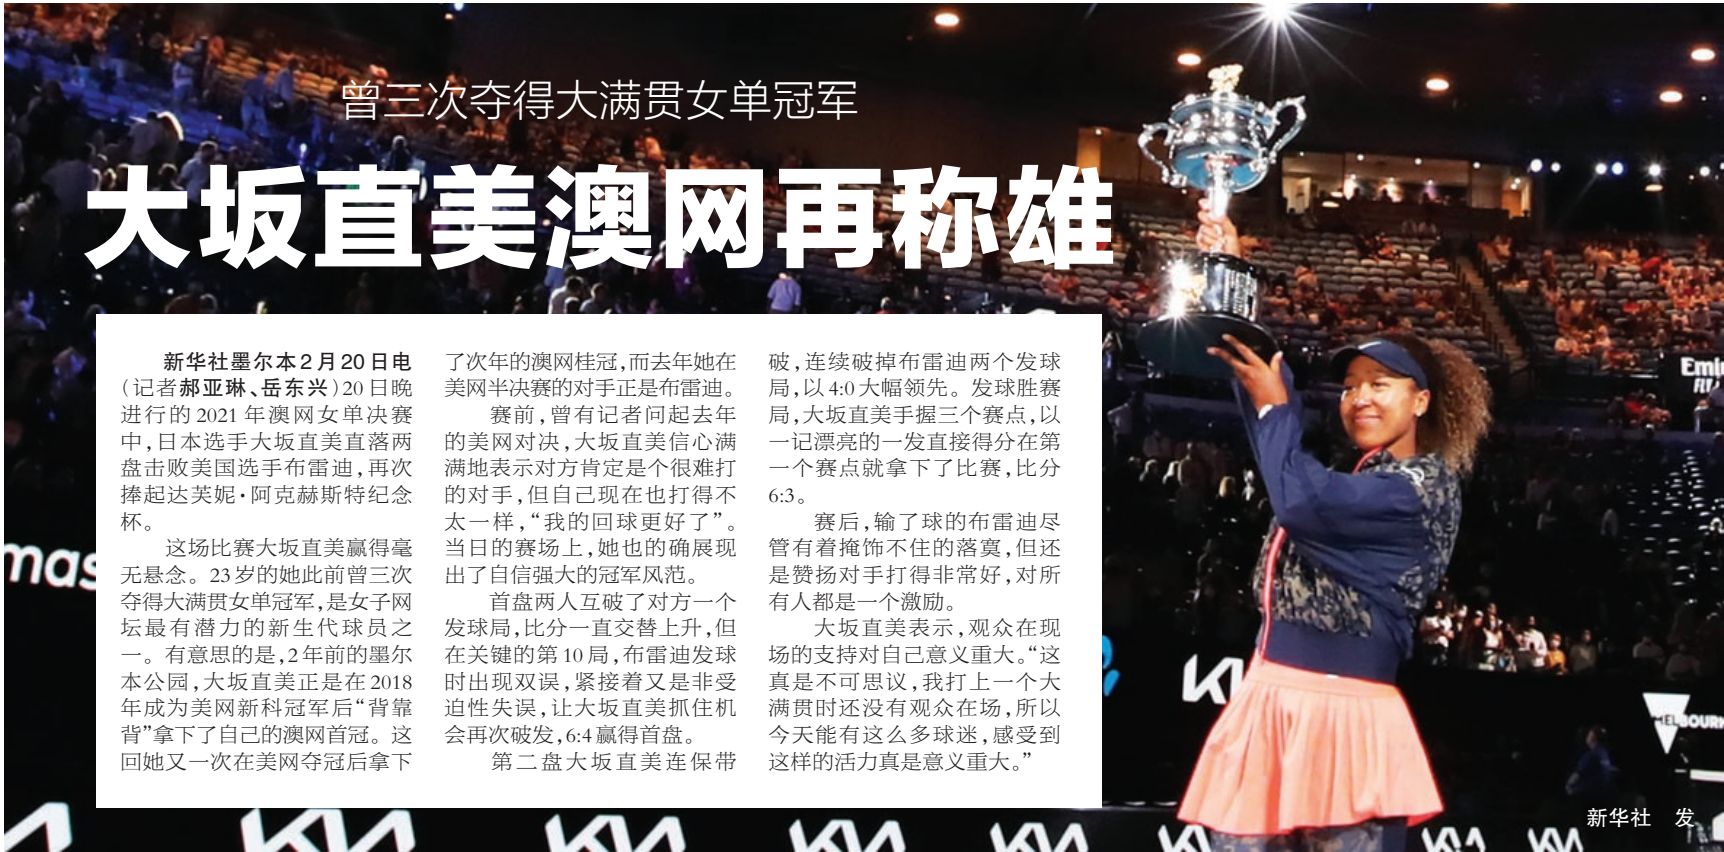 曾三次夺得大满贯女单冠军
大坂直美澳网再称雄
新华社墨尔本2月20日电
（记者郝亚琳、岳东兴）20日晚
进行的2021年澳网女单决赛
中，日本选手大坂直美直落两
盘击败美国选手布雷迪，再次
捧起达芙妮·阿克赫斯特纪念
杯。
这场比赛大坂直美赢得毫
无悬念。23岁的她此前曾三次
夺得大满贯女单冠军，是女子网
坛最有潜力的新生代球员之
一。有意思的是，2年前的墨尔
本公园，大坂直美正是在2018
年成为美网新科冠军后“背靠
背”拿下了自己的澳网首冠。这
回她又一次在美网夺冠后拿下
了次年的澳网桂冠，而去年她在
美网半决赛的对手正是布雷迪。
赛前，曾有记者问起去年
的美网对决，大坂直美信心满
满地表示对方肯定是个很难打
的对手，但自己现在也打得不
太一样，“我的回球更好了”。
当日的赛场上，她也的确展现
出了自信强大的冠军风范。
首盘两人互破了对方一个
发球局，比分一直交替上升，但
在关键的第10局，布雷迪发球
时出现双误，紧接着又是非受
迫性失误，让大坂直美抓住机
会再次破发，6:4赢得首盘。
第二盘大坂直美连保带
破，连续破掉布雷迪两个发球
局，以4:0大幅领先。发球胜赛
局，大坂直美手握三个赛点，以
一记漂亮的一发直接得分在第
一个赛点就拿下了比赛，比分
6:3。
赛后，输了球的布雷迪尽
管有着掩饰不住的落寞，但还
是赞扬对手打得非常好，对所
有人都是一个激励。
大坂直美表示，观众在现
场的支持对自己意义重大。“这
真是不可思议，我打上一个大
满贯时还没有观众在场，所以
今天能有这么多球迷，感受到
这样的活力真是意义重大。”
新华社 发
mas
KIA
KIA
KIA
KIA
KIA